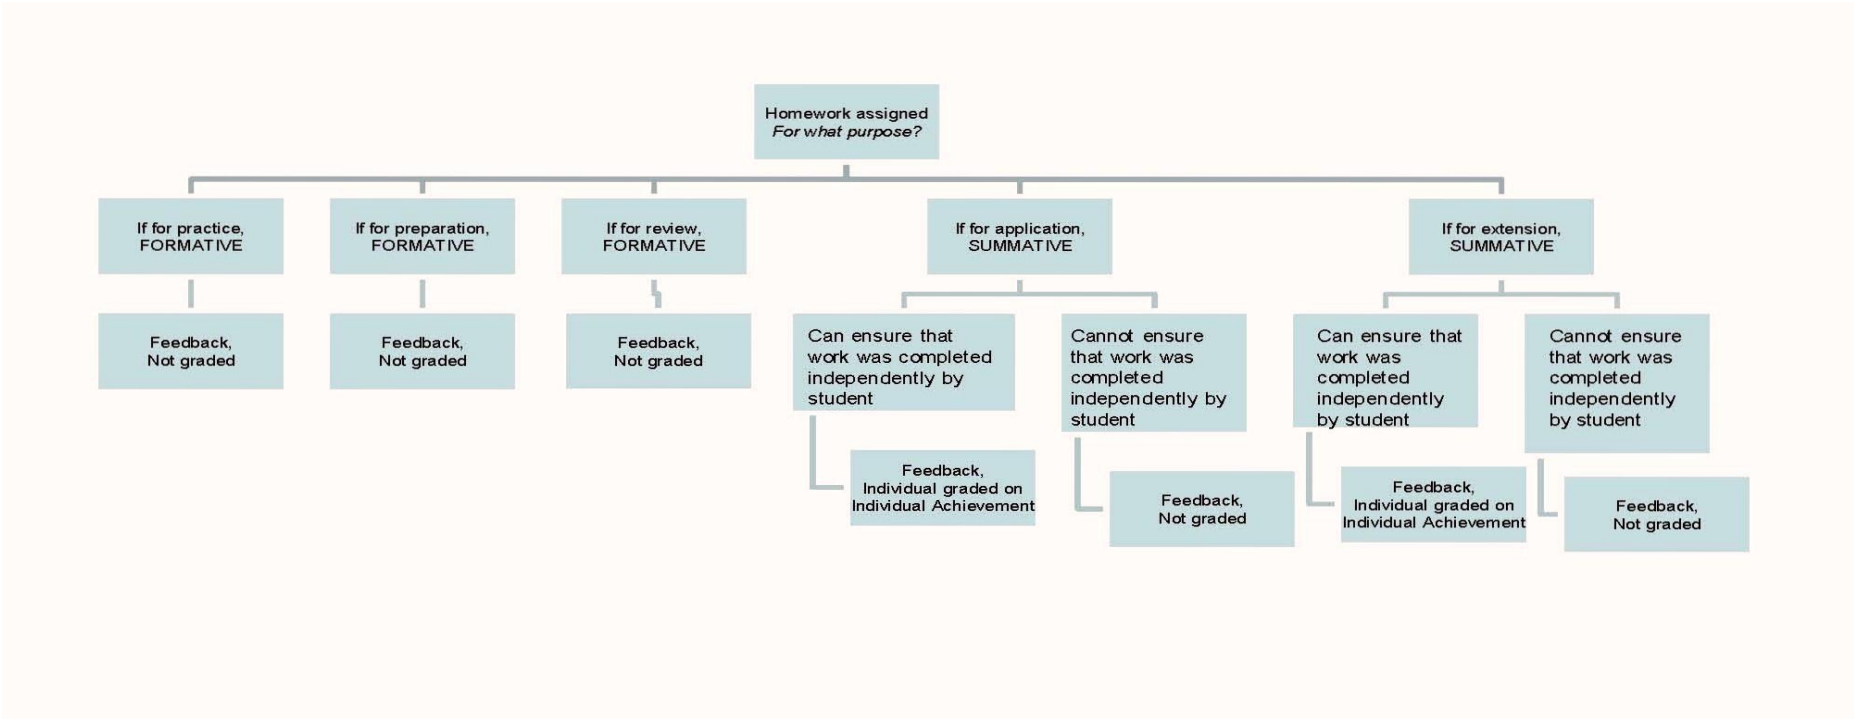 Homework assigned
For what purpose?
If for practice,
FORMATIVE
If for preparation,
FORMATIVE
If for review,
FORMATIVE
If for application,
SUMMATIVE
If for extension,
SUMMATIVE
Feedback,
Not graded
Feedback,
Not graded
Feedback,
Not graded
Can ensure that
work was completed
independently by
student
Cannot ensure
that work was
completed
independently by
student
Can ensure that
work was
completed
independently
by student
Cannot ensure
that work was
completed
independently
by student
Feedback,
Individual graded on
Individual Achievement
Feedback,
Not graded
Feedback,
Individual graded on
Individual Achievement
Feedback,
Not graded